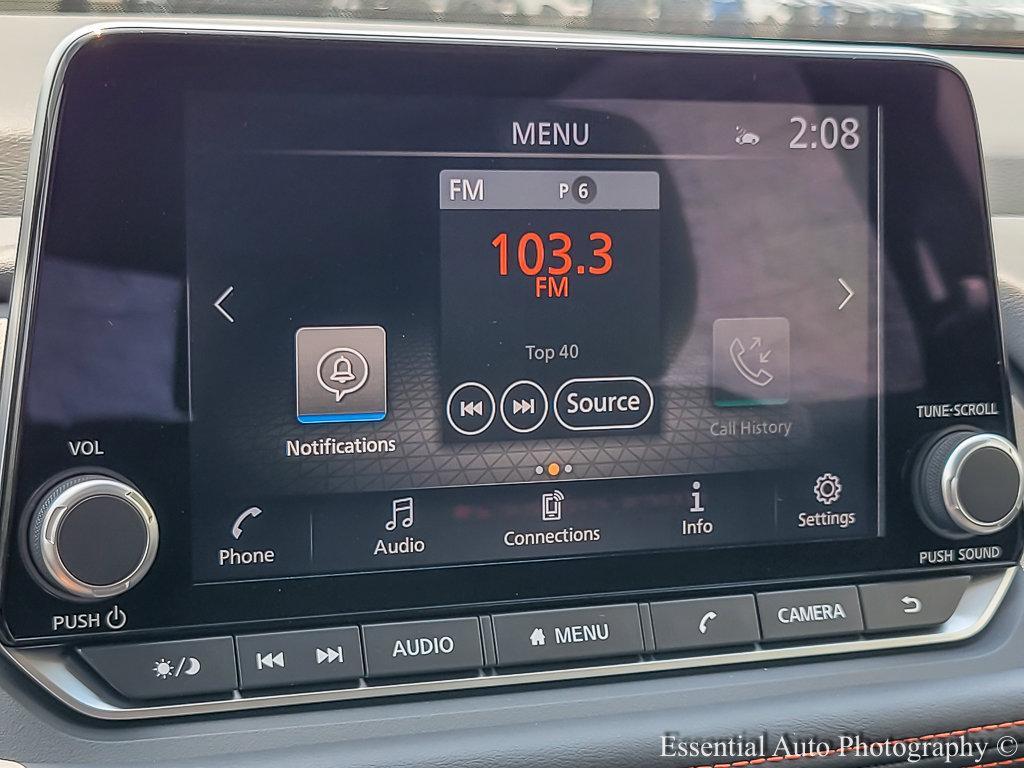 MENU
2:08
FM P 6
103.3
FM
Top 40
Source
Notifications
Call History
Phone
Audio
Connections
Info
Settings
VOL
PUSH
TUNE·SCROLL
PUSH SOUND
AUDIO
MENU
CAMERA
Essential Auto Photography ©